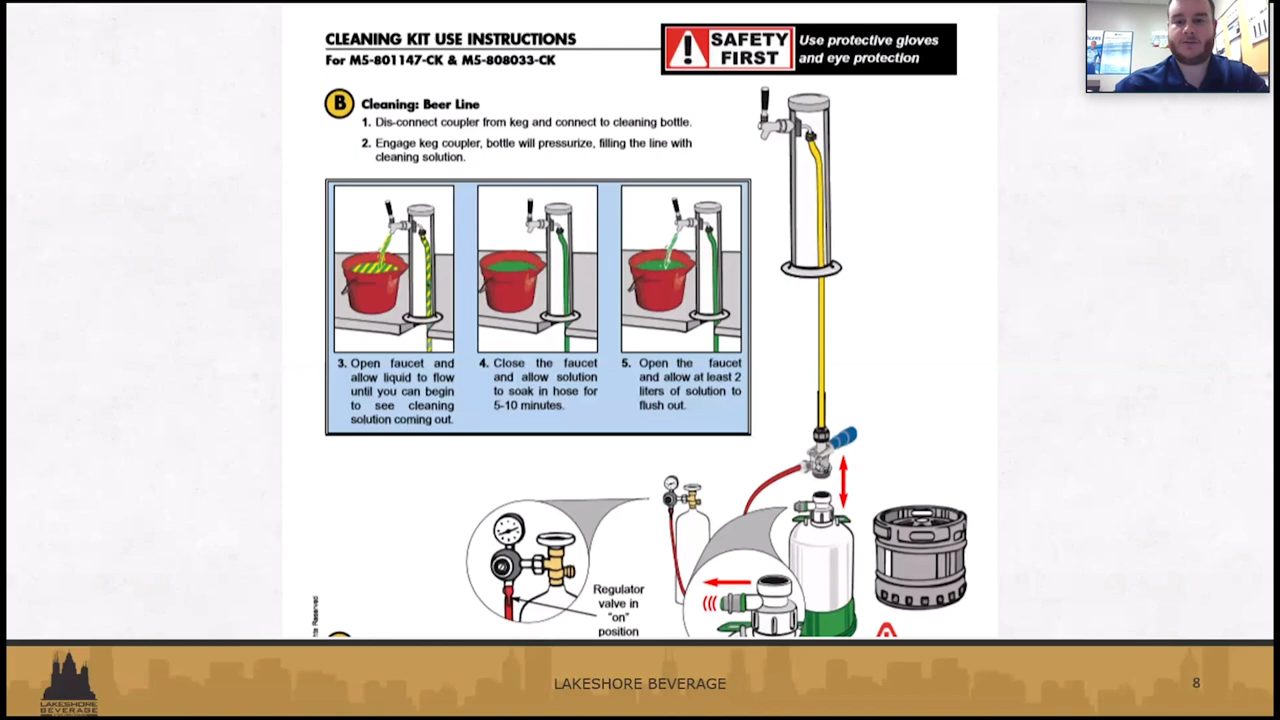 CLEANING KIT USE INSTRUCTIONS
For M5-801147-CK & M5-808033-CK
SAFETY
FIRST
Use protective gloves
and eye protection
B Cleaning: Beer Line
1. Dis-connect coupler from keg and connect to cleaning bottle.
2. Engage keg coupler, bottle will pressurize, filling the line with
cleaning solution.
3. Open faucet and
allow liquid to flow
until you can begin
to see cleaning
solution coming out.
4. Close the faucet
and allow solution
to soak in hose for
5-10 minutes.
5. Open the faucet
and allow at least 2
liters of solution to
flush out.
Regulator
valve in
"on"
position
Reserved
LAKESHORE
BEVERAGE
LAKESHORE BEVERAGE
8